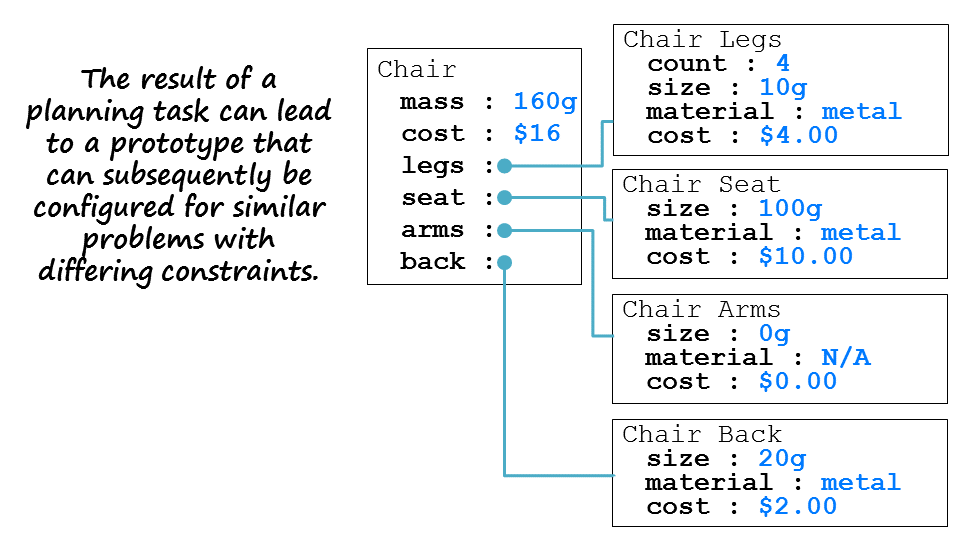 The result of a
planning task can lead
to a prototype that
can subsequently be
configured for similar
problems with
differing constraints.
Chair
mass : 160g
cost : $16
legs :
seat :
arms :
back :
Chair Legs
count : 4
size : 10g
material : metal
cost : $4.00
Chair Seat
size : 100g
material : metal
cost : $10.00
Chair Arms
size : 0g
material : N/A
cost : $0.00
Chair Back
size : 20g
material : metal
cost : $2.00